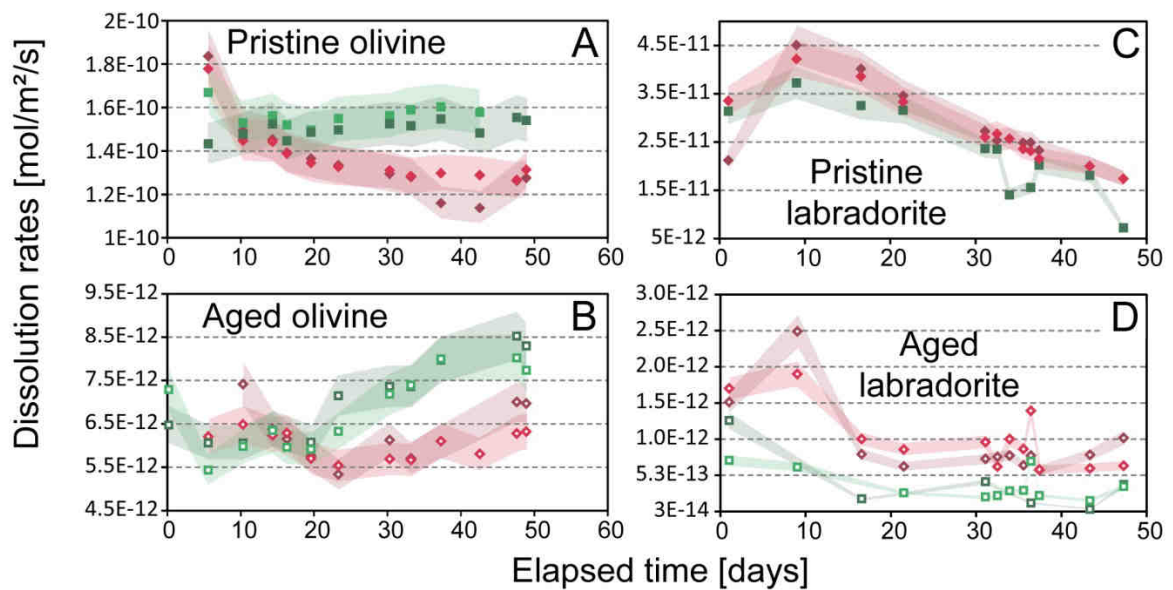 Dissolution rates [mol/m²/s]
2E-10
1.8E-10
1.6E-10
1.4E-10
1.2E-10
1E-10
Pristine olivine
A
0 10 20 30 40 50 60
4.5E-11
3.5E-11
2.5E-11
1.5E-11
5E-12
C
Pristine
labradorite
0 10 20 30 40 50
9.5E-12
8.5E-12
7.5E-12
6.5E-12
5.5E-12
4.5E-12
Aged olivine
B
0 10 20 30 40 50 60
3.0E-12
2.5E-12
2.0E-12
1.5E-12
1.0E-12
5.3E-13
3E-14
D
Aged
labradorite
0 10 20 30 40 50
Elapsed time [days]